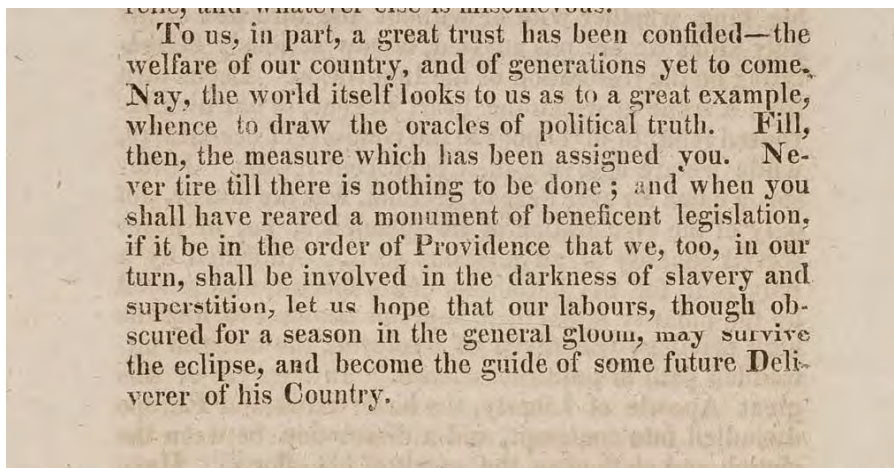 and whatever else is mischievous.
To us, in part, a great trust has been confided—the
welfare of our country, and of generations yet to come.
Nay, the world itself looks to us as to a great example,
whence to draw the oracles of political truth. Fill,
then, the measure which has been assigned you. Ne-
ver tire till there is nothing to be done ; and when you
shall have reared a monument of beneficent legislation,
if it be in the order of Providence that we, too, in our
turn, shall be involved in the darkness of slavery and
superstition, let us hope that our labours, though ob-
scured for a season in the general gloom, may survive
the eclipse, and become the guide of some future Deli-
verer of his Country.